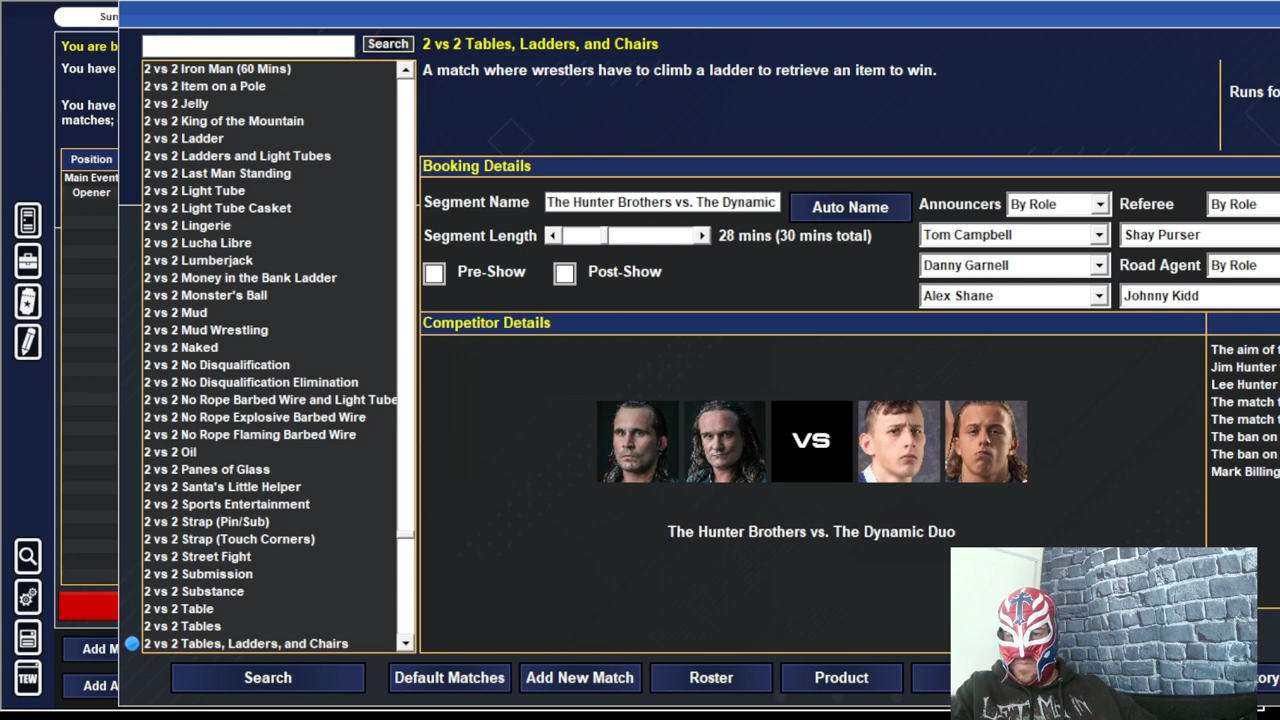 Sun
You are b
You have
You have
matches;
Position
Main Event
Opener
Add M
Add A
TEW
Search
2 vs 2 Iron Man (60 Mins)
2 vs 2 Item on a Pole
2 vs 2 Jelly
2 vs 2 King of the Mountain
2 vs 2 Ladder
2 vs 2 Ladders and Light Tubes
2 vs 2 Last Man Standing
2 vs 2 Light Tube
2 vs 2 Light Tube Casket
2 vs 2 Lingerie
2 vs 2 Lucha Libre
2 vs 2 Lumberjack
2 vs 2 Money in the Bank Ladder
2 vs 2 Monster's Ball
2 vs 2 Mud
2 vs 2 Mud Wrestling
2 vs 2 Naked
2 vs 2 No Disqualification
2 vs 2 No Disqualification Elimination
2 vs 2 No Rope Barbed Wire and Light Tube
2 vs 2 No Rope Explosive Barbed Wire
2 vs 2 No Rope Flaming Barbed Wire
2 vs 2 Oil
2 vs 2 Panes of Glass
2 vs 2 Santa's Little Helper
2 vs 2 Sports Entertainment
2 vs 2 Strap (Pin/Sub)
2 vs 2 Strap (Touch Corners)
2 vs 2 Street Fight
2 vs 2 Submission
2 vs 2 Substance
2 vs 2 Table
2 vs 2 Tables
2 vs 2 Tables, Ladders, and Chairs
2 vs 2 Tables, Ladders, and Chairs
A match where wrestlers have to climb a ladder to retrieve an item to win.
Runs fo
Booking Details
Segment Name The Hunter Brothers vs. The Dynamic Auto Name Announcers By Role Referee By Role
Segment Length 28 mins (30 mins total) Tom Campbell Shay Purser
Pre-Show Post-Show Danny Garnell Road Agent By Role
Alex Shane Johnny Kidd
Competitor Details
VS
The Hunter Brothers vs. The Dynamic Duo
The aim of t
Jim Hunter
Lee Hunter
The match t
The match t
The ban on
The ban on
Mark Billing
Search Default Matches Add New Match Roster Product tory
LET ME IN